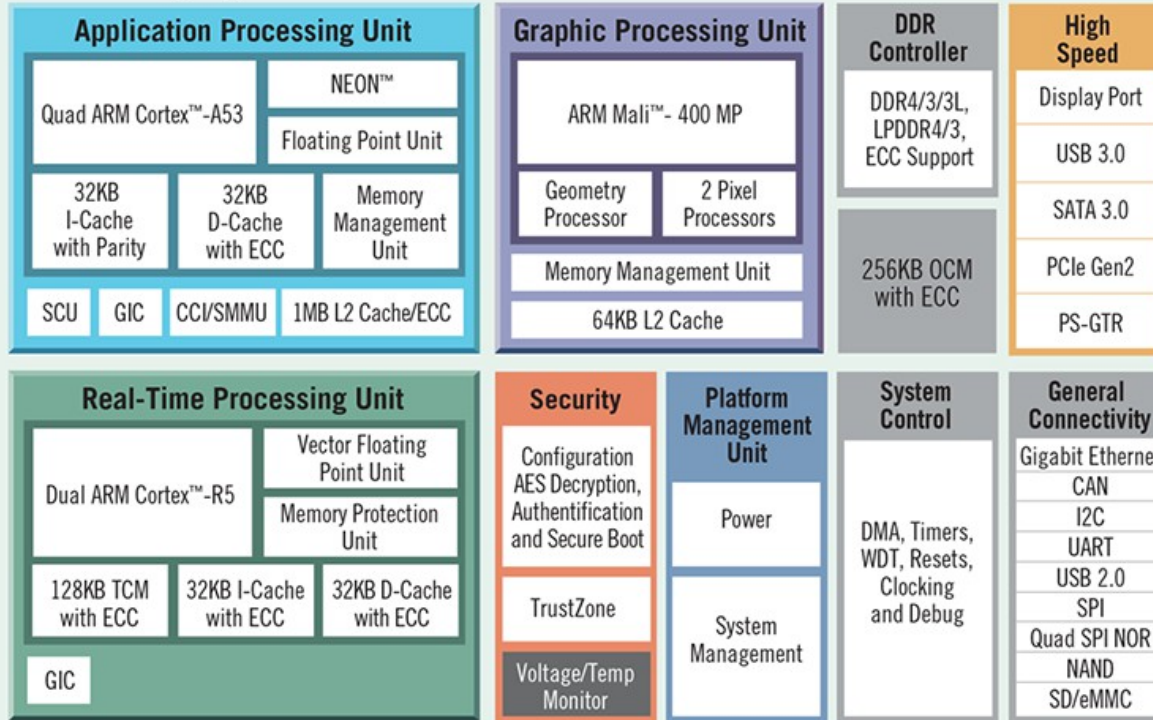 Application Processing Unit
Quad ARM Cortex™-A53
NEON™
Floating Point Unit
32KB
I-Cache
with Parity
32KB
D-Cache
with ECC
Memory
Management
Unit
SCU
GIC
CCI/SMMU
1MB L2 Cache/ECC
Graphic Processing Unit
ARM Mali™- 400 MP
Geometry
Processor
2 Pixel
Processors
Memory Management Unit
64KB L2 Cache
DDR
Controller
DDR4/3/3L,
LPDDR4/3,
ECC Support
256KB OCM
with ECC
High
Speed
Display Port
USB 3.0
SATA 3.0
PCIe Gen2
PS-GTR
Real-Time Processing Unit
Dual ARM Cortex™-R5
Vector Floating
Point Unit
Memory Protection
Unit
128KB TCM
with ECC
32KB I-Cache
with ECC
32KB D-Cache
with ECC
GIC
Security
Configuration
AES Decryption,
Authentification
and Secure Boot
TrustZone
Voltage/Temp
Monitor
Platform
Management
Unit
Power
System
Management
System
Control
DMA, Timers,
WDT, Resets,
Clocking
and Debug
General
Connectivity
Gigabit Etherne
CAN
I2C
UART
USB 2.0
SPI
Quad SPI NOR
NAND
SD/eMMC